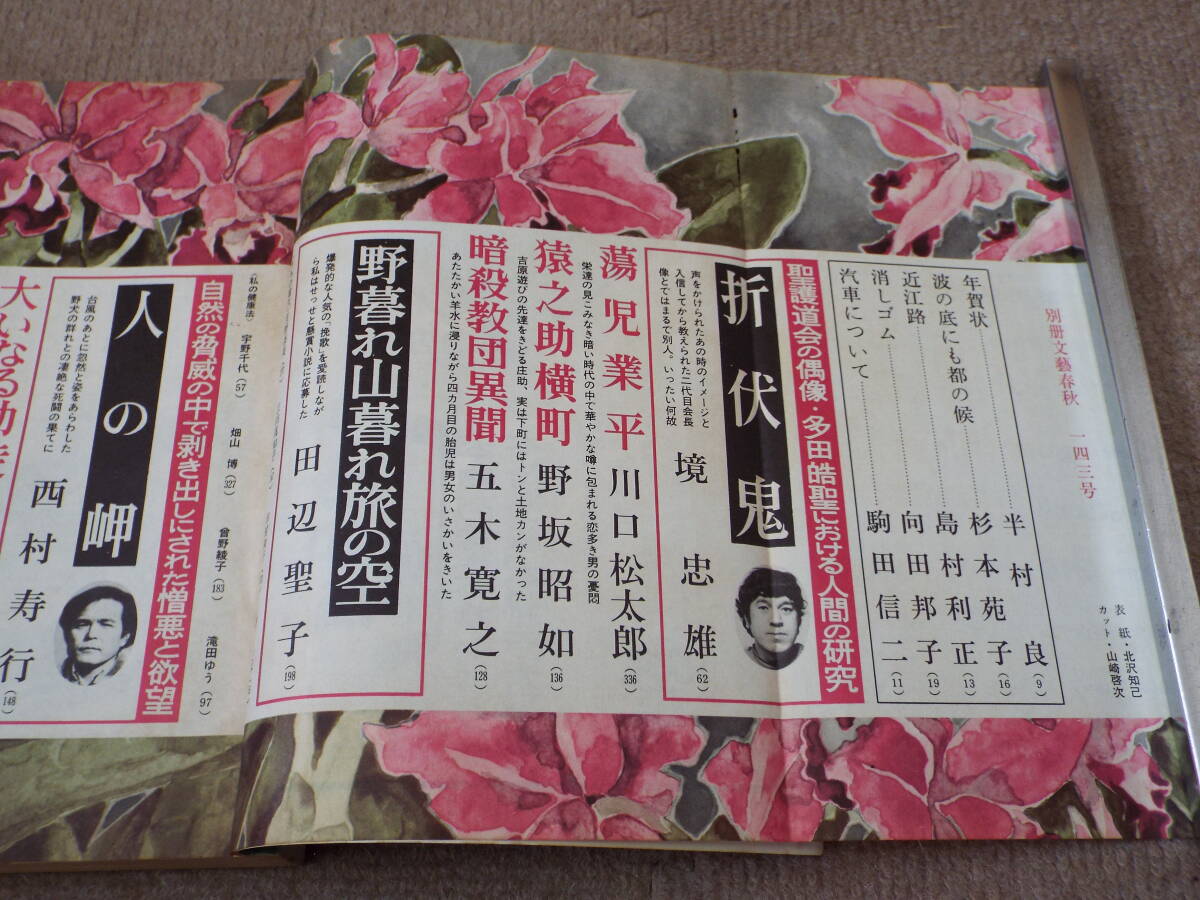 別册文藝春秋　一四三号
表　紙・北沢知己
カット・山崎啓次
年賀状……半村　良(9)
波の底にも都の候……杉本苑子(16)
近江路……島村利正(13)
消しゴム……向田邦子(19)
汽車について……駒田信二(11)
聖護道会の偶像・多田皓聖における人間の研究
折伏鬼　境　忠雄(62)
声をかけられたあの時のイメージと
入信してから教えられた二代目会長
像とではまるで別人。いったい何故
蕩児業平　川口松太郎(336)
栄達の見こみなき暗い時代の中で華やかな噂に包まれる恋多き男の憂悶
猿之助横町　野坂昭如(136)
吉原遊びの先達をきどる庄助、実は下町にはトンと土地カンがなかった
暗殺教団異聞　五木寛之(128)
あたたかい羊水に浸りながら四カ月目の胎児は男女のいさかいをきいた
野暮れ山暮れ旅の空　田辺聖子(198)
爆発的な人気の「挽歌」を愛読しなが
ら私はせっせと懸賞小説に応募した
〈私の健康法〉　宇野千代(57)　畑山　博(327)　曾野綾子(183)　滝田ゆう(97)
自然の脅威の中で剥き出しにされた憎悪と欲望
人の岬　西村寿行(148)
台風のあとに忽然と姿をあらわした
野犬の群れとの凄絶な死闘の果てに
大いなる助走